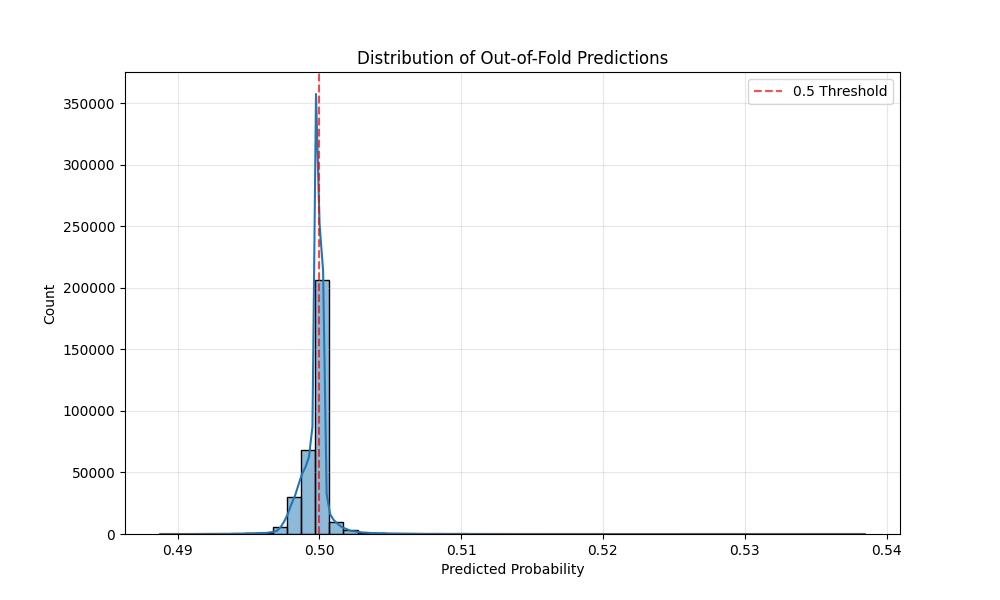 Distribution of Out-of-Fold Predictions
0.5 Threshold
350000
300000
250000
200000
150000
100000
50000
0
Count
0.49 0.50 0.51 0.52 0.53 0.54
Predicted Probability